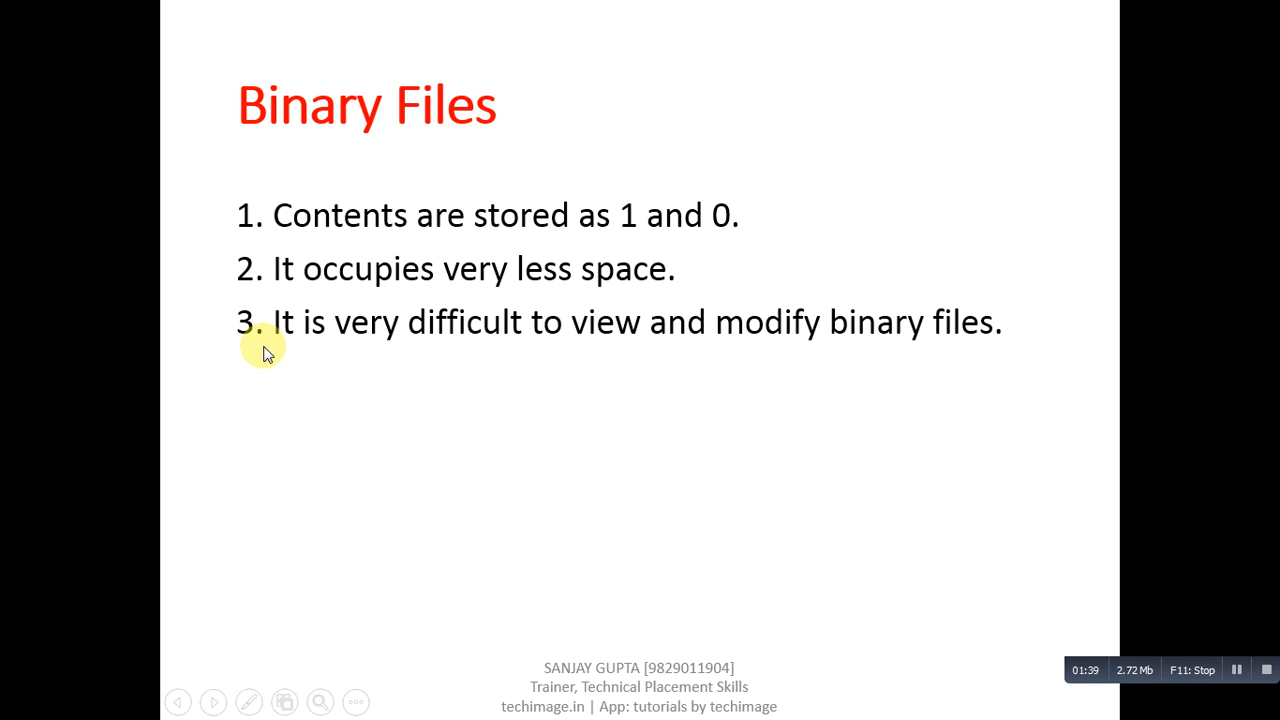 Binary Files
1. Contents are stored as 1 and 0.
2. It occupies very less space.
3. It is very difficult to view and modify binary files.
SANJAY GUPTA [9829011904]
Trainer, Technical Placement Skills
techimage.in | App: tutorials by techimage
01:39 2.72 Mb F11: Stop